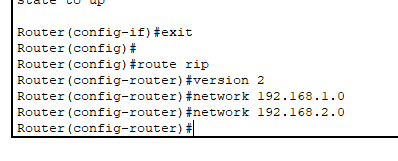 state to up
Router(config-if)#exit
Router(config)#
Router(config)#route rip
Router(config-router)#version 2
Router(config-router)#network 192.168.1.0
Router(config-router)#network 192.168.2.0
Router(config-router)#